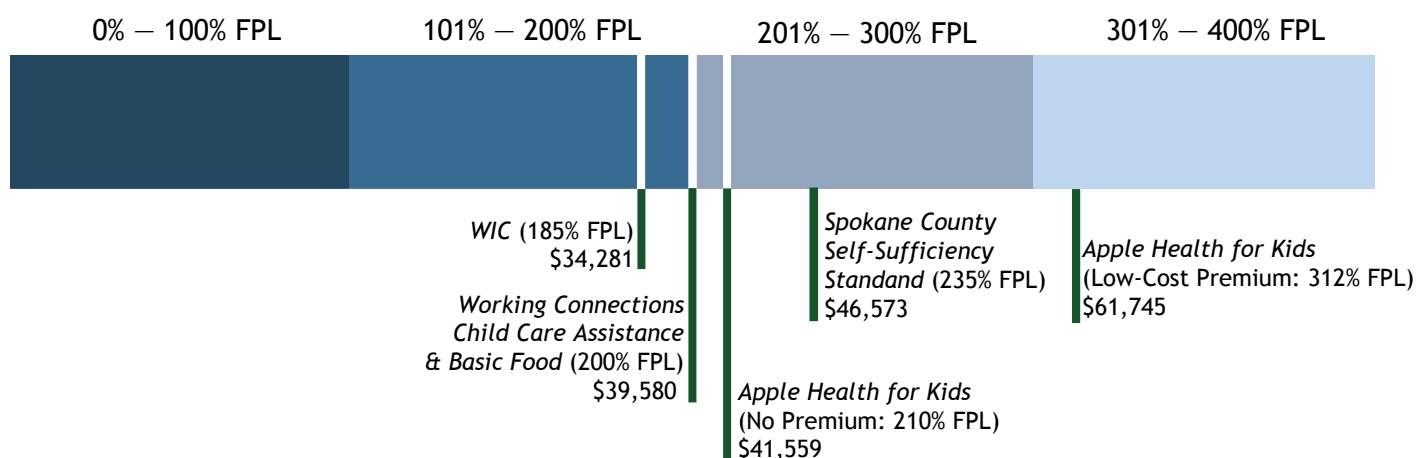 0% — 100% FPL
101% — 200% FPL
201% — 300% FPL
301% — 400% FPL
WIC (185% FPL)
$34,281
Working Connections
Child Care Assistance
& Basic Food (200% FPL)
$39,580
Apple Health for Kids
(No Premium: 210% FPL)
$41,559
Spokane County
Self-Sufficiency
Standard (235% FPL)
$46,573
Apple Health for Kids
(Low-Cost Premium: 312% FPL)
$61,745